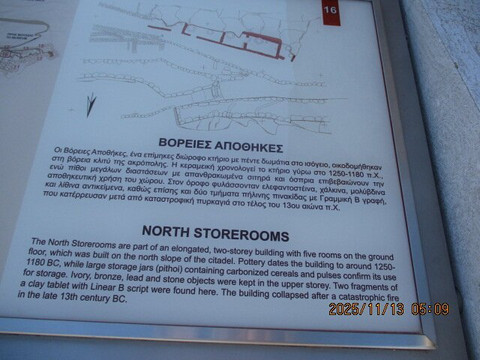 16
ΒΟΡΕΙΕΣ ΑΠΟΘΗΚΕΣ
Οι Βόρειες Αποθήκες, ένα επίμηκες διώροφο κτήριο με πέντε δωμάτια στο ισόγειο, οικοδομήθηκαν
στη βόρεια κλιτύ της ακρόπολης. Η κεραμεική χρονολογεί το κτήριο γύρω στο 1250-1180 π.Χ.,
ενώ πίθοι μεγάλων διαστάσεων με απανθρακωμένα σιτηρά και όσπρια επιβεβαιώνουν την
αποθηκευτική χρήση του χώρου. Στον όροφο φυλάσσονταν ελεφαντοστέινα, χάλκινα, μολύβδινα
και λίθινα αντικείμενα, καθώς επίσης και δύο τμήματα πήλινης πινακίδας με Γραμμική Β γραφή,
που κατέρρευσαν μετά από καταστροφική πυρκαγιά στο τέλος του 13ου αιώνα π.Χ.
NORTH STOREROOMS
The North Storerooms are part of an elongated, two-storey building with five rooms on the ground
floor, which was built on the north slope of the citadel. Pottery dates the building to around 1250-
1180 BC, while large storage jars (pithoi) containing carbonized cereals and pulses confirm its use
for storage. Ivory, bronze, lead and stone objects were kept in the upper storey. Two fragments of
a clay tablet with Linear B script were found here. The building collapsed after a catastrophic fire
in the late 13th century BC.
2025/11/13 05:09